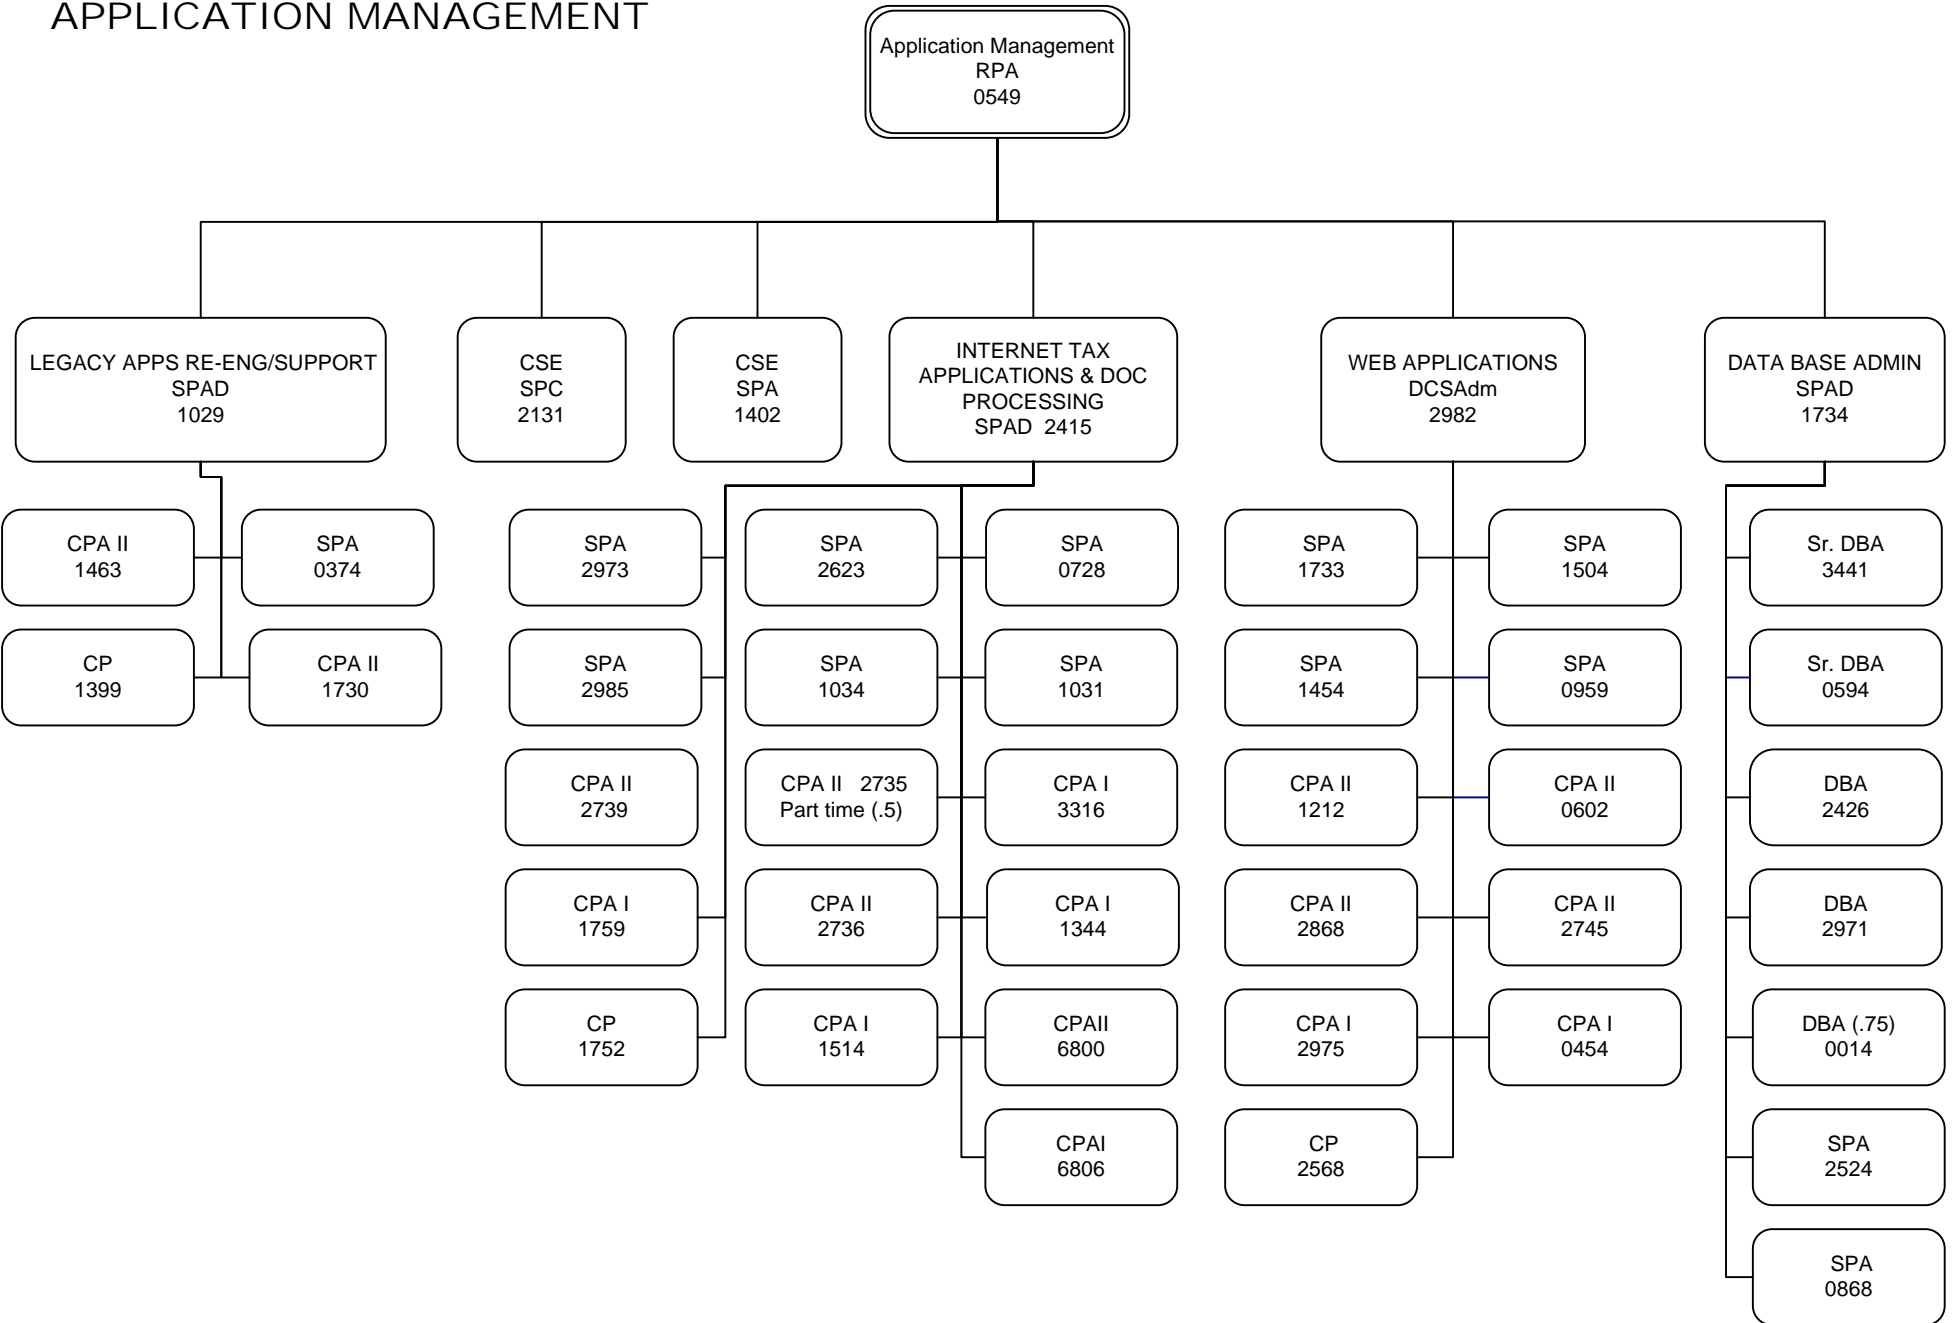 APPLICATION MANAGEMENT
Application Management
RPA
0549
LEGACY APPS RE-ENG/SUPPORT
SPAD
1029
CSE
SPC
2131
CSE
SPA
1402
INTERNET TAX
APPLICATIONS & DOC
PROCESSING
SPAD 2415
WEB APPLICATIONS
DCSAdm
2982
DATA BASE ADMIN
SPAD
1734
CPA II
1463
SPA
0374
CP
1399
CPA II
1730
SPA
2973
SPA
2985
CPA II
2739
CPA I
1759
CP
1752
SPA
2623
SPA
0728
SPA
1034
SPA
1031
CPA II 2735
Part time (.5)
CPA I
3316
CPA II
2736
CPA I
1344
CPA I
1514
CPAII
6800
CPAI
6806
SPA
1733
SPA
1504
SPA
1454
SPA
0959
CPA II
1212
CPA II
0602
CPA II
2868
CPA II
2745
CPA I
2975
CPA I
0454
CP
2568
Sr. DBA
3441
Sr. DBA
0594
DBA
2426
DBA
2971
DBA (.75)
0014
SPA
2524
SPA
0868